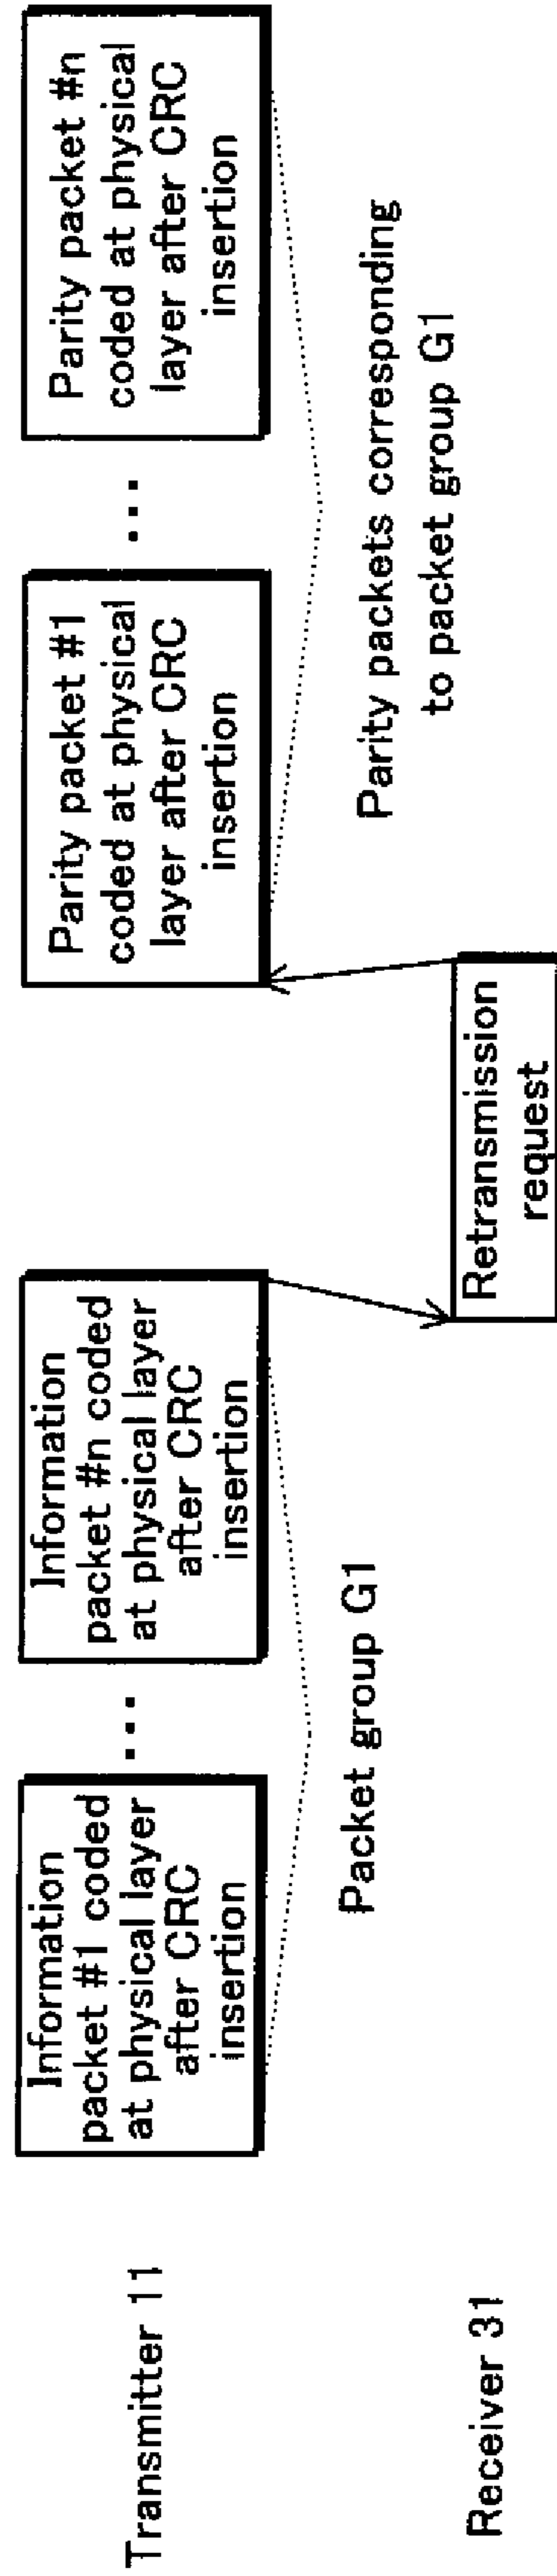 Transmitter 11
Information
packet #1 coded
at physical layer
after CRC
insertion
...
Information
packet #n coded
at physical layer
after CRC
insertion
Parity packet #1
coded at physical
layer after CRC
insertion
...
Parity packet #n
coded at physical
layer after CRC
insertion
Packet group G1
Parity packets corresponding
to packet group G1
Receiver 31
Retransmission
request